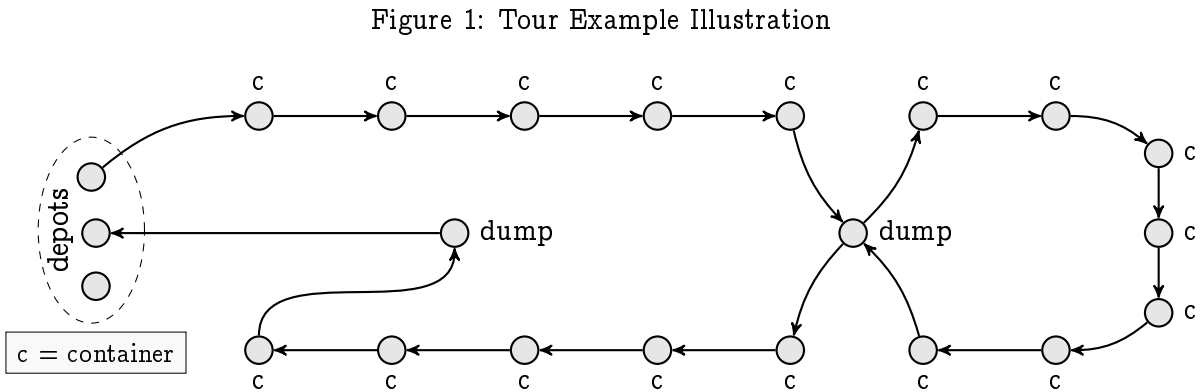 Figure 1: Tour Example Illustration
c c c c c c c
c
depots
dump
dump
c
c
c = container
c c c c c c c